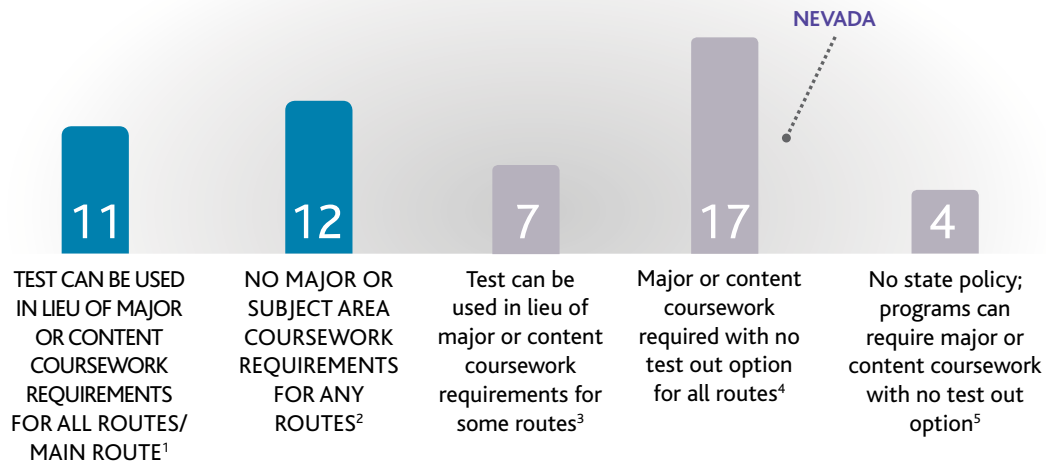 NEVADA
11
12
7
17
4
TEST CAN BE USED
IN LIEU OF MAJOR
OR CONTENT
COURSEWORK
REQUIREMENTS
FOR ALL ROUTES/
MAIN ROUTE¹
NO MAJOR OR
SUBJECT AREA
COURSEWORK
REQUIREMENTS
FOR ANY
ROUTES²
Test can be
used in lieu of
major or content
coursework
requirements for
some routes³
Major or content
coursework
required with no
test out option
for all routes⁴
No state policy;
programs can
require major or
content coursework
with no test out
option⁵